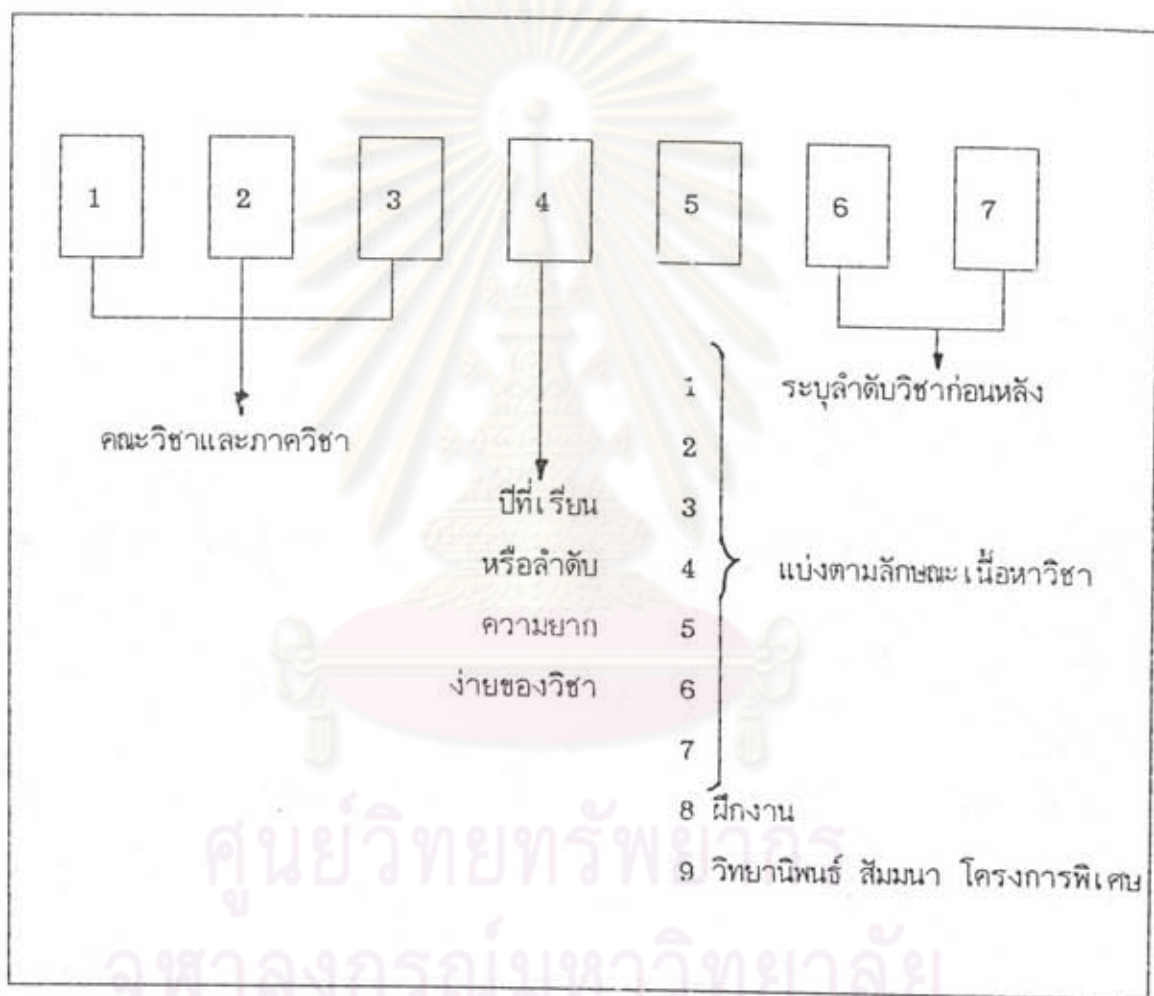 1 2 3 4 5 6 7
1 ระบุลำดับวิชาก่อนหลัง
คณะวิชาและภาควิชา 2
ปีที่เรียน 3
หรือลำดับ 4 แบ่งตามลักษณะเนื้อหาวิชา
ความยาก 5
ง่ายของวิชา 6
7
8 ฝึกงาน
9 วิทยานิพนธ์ สัมมนา โครงการพิเศษ
ศูนย์วิทยทรัพยากร
จุฬาลงกรณ์มหาวิทยาลัย